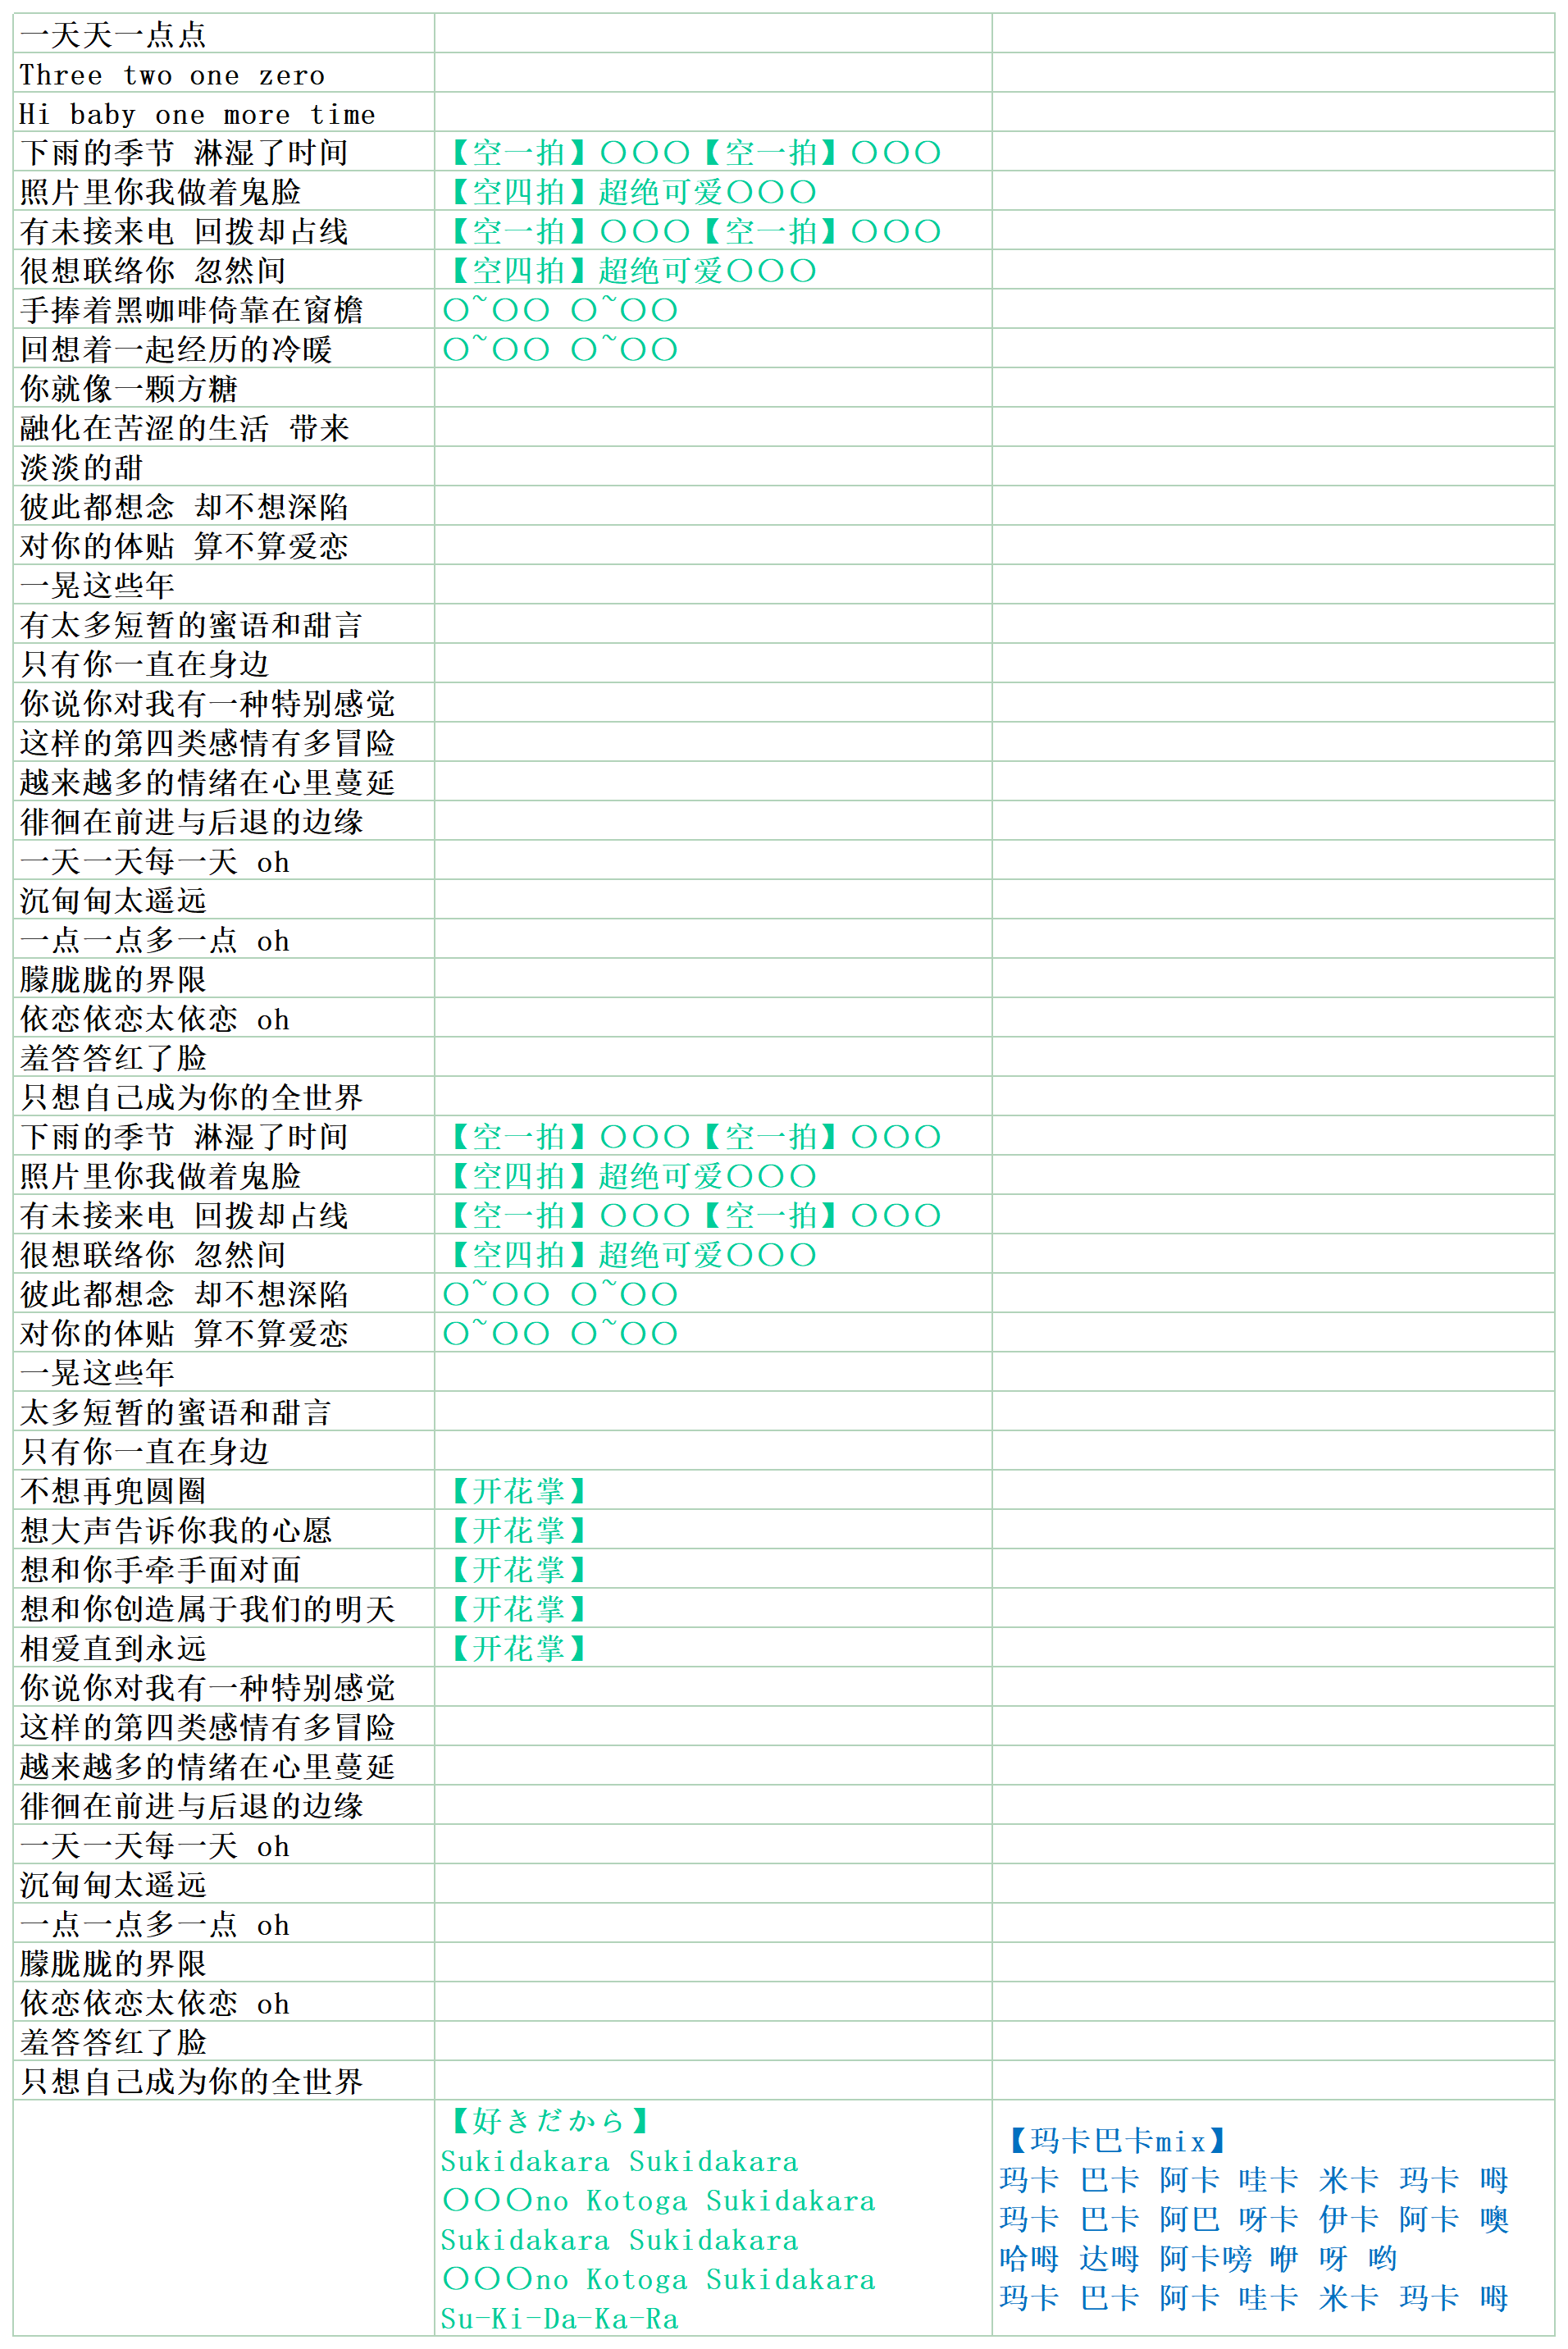 一天天一点点
Three two one zero
Hi baby one more time
下雨的季节 淋湿了时间 【空一拍】〇〇〇【空一拍】〇〇〇
照片里你我做着鬼脸 【空四拍】超绝可爱〇〇〇
有未接来电 回拨却占线 【空一拍】〇〇〇【空一拍】〇〇〇
很想联络你 忽然间 【空四拍】超绝可爱〇〇〇
手捧着黑咖啡倚靠在窗檐 〇~〇〇 〇~〇〇
回想着一起经历的冷暖 〇~〇〇 〇~〇〇
你就像一颗方糖
融化在苦涩的生活 带来
淡淡的甜
彼此都想念 却不想深陷
对你的体贴 算不算爱恋
一晃这些年
有太多短暂的蜜语和甜言
只有你一直在身边
你说你对我有一种特别感觉
这样的第四类感情有多冒险
越来越多的情绪在心里蔓延
徘徊在前进与后退的边缘
一天一天每一天 oh
沉甸甸太遥远
一点一点多一点 oh
朦胧胧的界限
依恋依恋太依恋 oh
羞答答红了脸
只想自己成为你的全世界
下雨的季节 淋湿了时间 【空一拍】〇〇〇【空一拍】〇〇〇
照片里你我做着鬼脸 【空四拍】超绝可爱〇〇〇
有未接来电 回拨却占线 【空一拍】〇〇〇【空一拍】〇〇〇
很想联络你 忽然间 【空四拍】超绝可爱〇〇〇
彼此都想念 却不想深陷 〇~〇〇 〇~〇〇
对你的体贴 算不算爱恋 〇~〇〇 〇~〇〇
一晃这些年
太多短暂的蜜语和甜言
只有你一直在身边
不想再兜圆圈 【开花掌】
想大声告诉你我的心愿 【开花掌】
想和你手牵手面对面 【开花掌】
想和你创造属于我们的明天 【开花掌】
相爱直到永远 【开花掌】
你说你对我有一种特别感觉
这样的第四类感情有多冒险
越来越多的情绪在心里蔓延
徘徊在前进与后退的边缘
一天一天每一天 oh
沉甸甸太遥远
一点一点多一点 oh
朦胧胧的界限
依恋依恋太依恋 oh
羞答答红了脸
只想自己成为你的全世界
【好きだから】
Sukidakara Sukidakara
〇〇〇no Kotoga Sukidakara
Sukidakara Sukidakara
〇〇〇no Kotoga Sukidakara
Su-Ki-Da-Ka-Ra
【玛卡巴卡mix】
玛卡 巴卡 阿卡 哇卡 米卡 玛卡 呣
玛卡 巴卡 阿巴 呀卡 伊卡 阿卡 噢
哈呣 达呣 阿卡嗙 咿 呀 哟
玛卡 巴卡 阿卡 哇卡 米卡 玛卡 呣